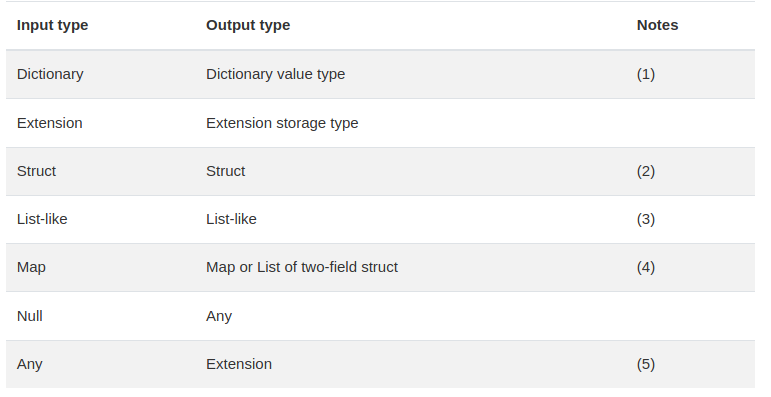 Input type Output type Notes
Dictionary Dictionary value type (1)
Extension Extension storage type
Struct Struct (2)
List-like List-like (3)
Map Map or List of two-field struct (4)
Null Any
Any Extension (5)